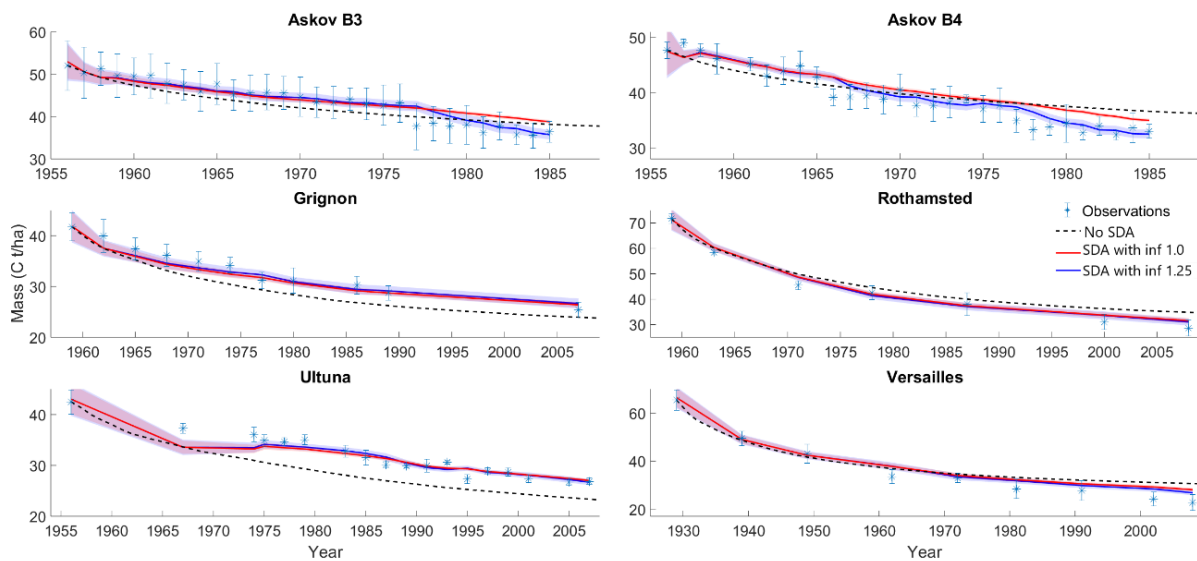 Askov B3
60
50
40
30
1955 1960 1965 1970 1975 1980 1985
Askov B4
50
40
30
1955 1960 1965 1970 1975 1980 1985
Mass (C t/ha)
Grignon
40
30
20
1960 1965 1970 1975 1980 1985 1990 1995 2000 2005
Rothamsted
70
60
50
40
30
1960 1965 1970 1975 1980 1985 1990 1995 2000 2005
Observations
No SDA
SDA with inf 1.0
SDA with inf 1.25
Ultuna
40
30
20
1955 1960 1965 1970 1975 1980 1985 1990 1995 2000 2005
Year
Versailles
60
40
20
1930 1940 1950 1960 1970 1980 1990 2000
Year